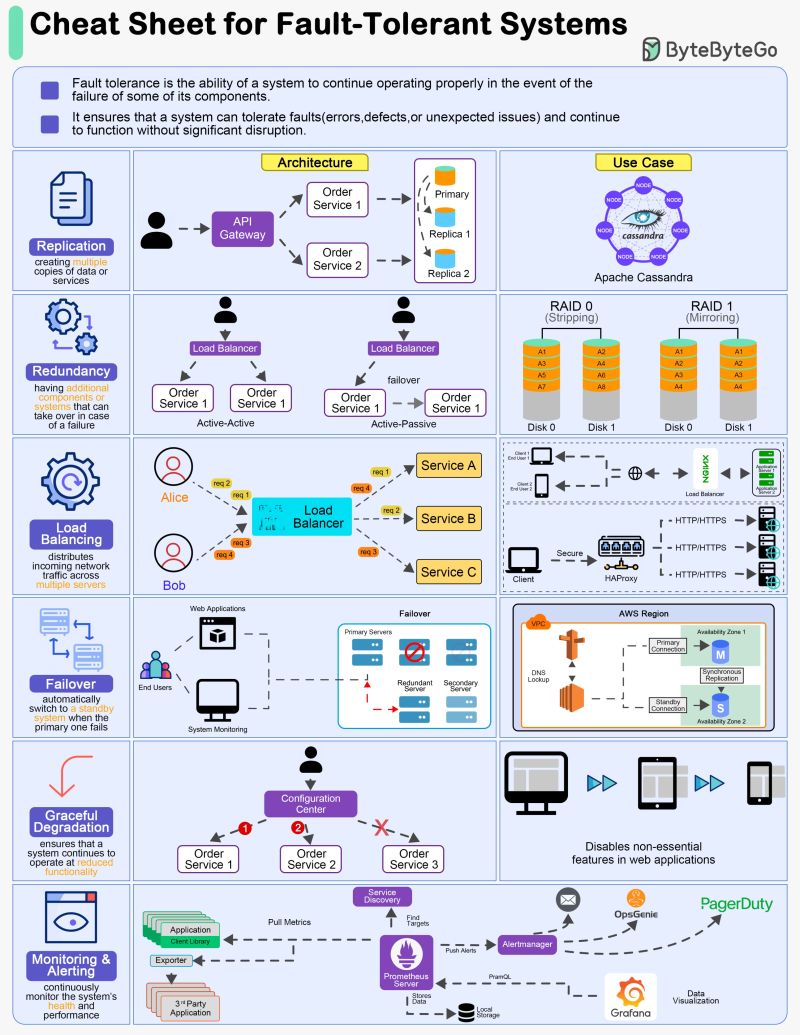 Cheat Sheet for Fault-Tolerant Systems
ByteByteGo
Fault tolerance is the ability of a system to continue operating properly in the event of the
failure of some of its components.
It ensures that a system can tolerate faults(errors,defects,or unexpected issues) and continue
to function without significant disruption.
Architecture
Use Case
Replication
creating multiple
copies of data or
services
API
Gateway
Order
Service 1
Order
Service 2
Primary
Replica 1
Replica 2
NODE
NODE
NODE
NODE
NODE
NODE
NODE
cassandra
Apache Cassandra
Redundancy
having additional
components or
systems that can
take over in case
of a failure
Load Balancer
Order
Service 1
Order
Service 1
Active-Active
Load Balancer
failover
Order
Service 1
Order
Service 1
Active-Passive
RAID 0
(Stripping)
A1
A3
A5
A7
Disk 0
A2
A4
A6
A8
Disk 1
RAID 1
(Mirroring)
A1
A2
A3
A4
Disk 0
A1
A2
A3
A4
Disk 1
Load
Balancing
distributes
incoming network
traffic across
multiple servers
Alice
Bob
req 2
req 1
req 3
req 4
Load
Balancer
req 1
req 4
req 2
req 3
Service A
Service B
Service C
Client 1
End User 1
Client 2
End User 2
NGINX
Load Balancer
Application
Server 1
Application
Server 2
Client
Secure
HAProxy
HTTP/HTTPS
HTTP/HTTPS
HTTP/HTTPS
Failover
automatically
switch to a standby
system when the
primary one fails
End Users
Web Applications
System Monitoring
Failover
Primary Servers
Redundant
Server
Secondary
Server
AWS Region
VPC
DNS
Lookup
Primary
Connection
Standby
Connection
Availability Zone 1
M
Synchronous
Replication
S
Availability Zone 2
Graceful
Degradation
ensures that a
system continues to
operate at reduced
functionality
Configuration
Center
1
2
X
Order
Service 1
Order
Service 2
Order
Service 3
Disables non-essential
features in web applications
Monitoring &
Alerting
continuously
monitor the system's
health and
performance
Application
Client Library
Exporter
3rd Party
Application
Pull Metrics
Service
Discovery
Find
Targets
Prometheus
Server
Stores
Data
Local
Storage
Push Alerts
Alertmanager
OpsGenie
PagerDuty
PramQL
Grafana
Data
Visualization